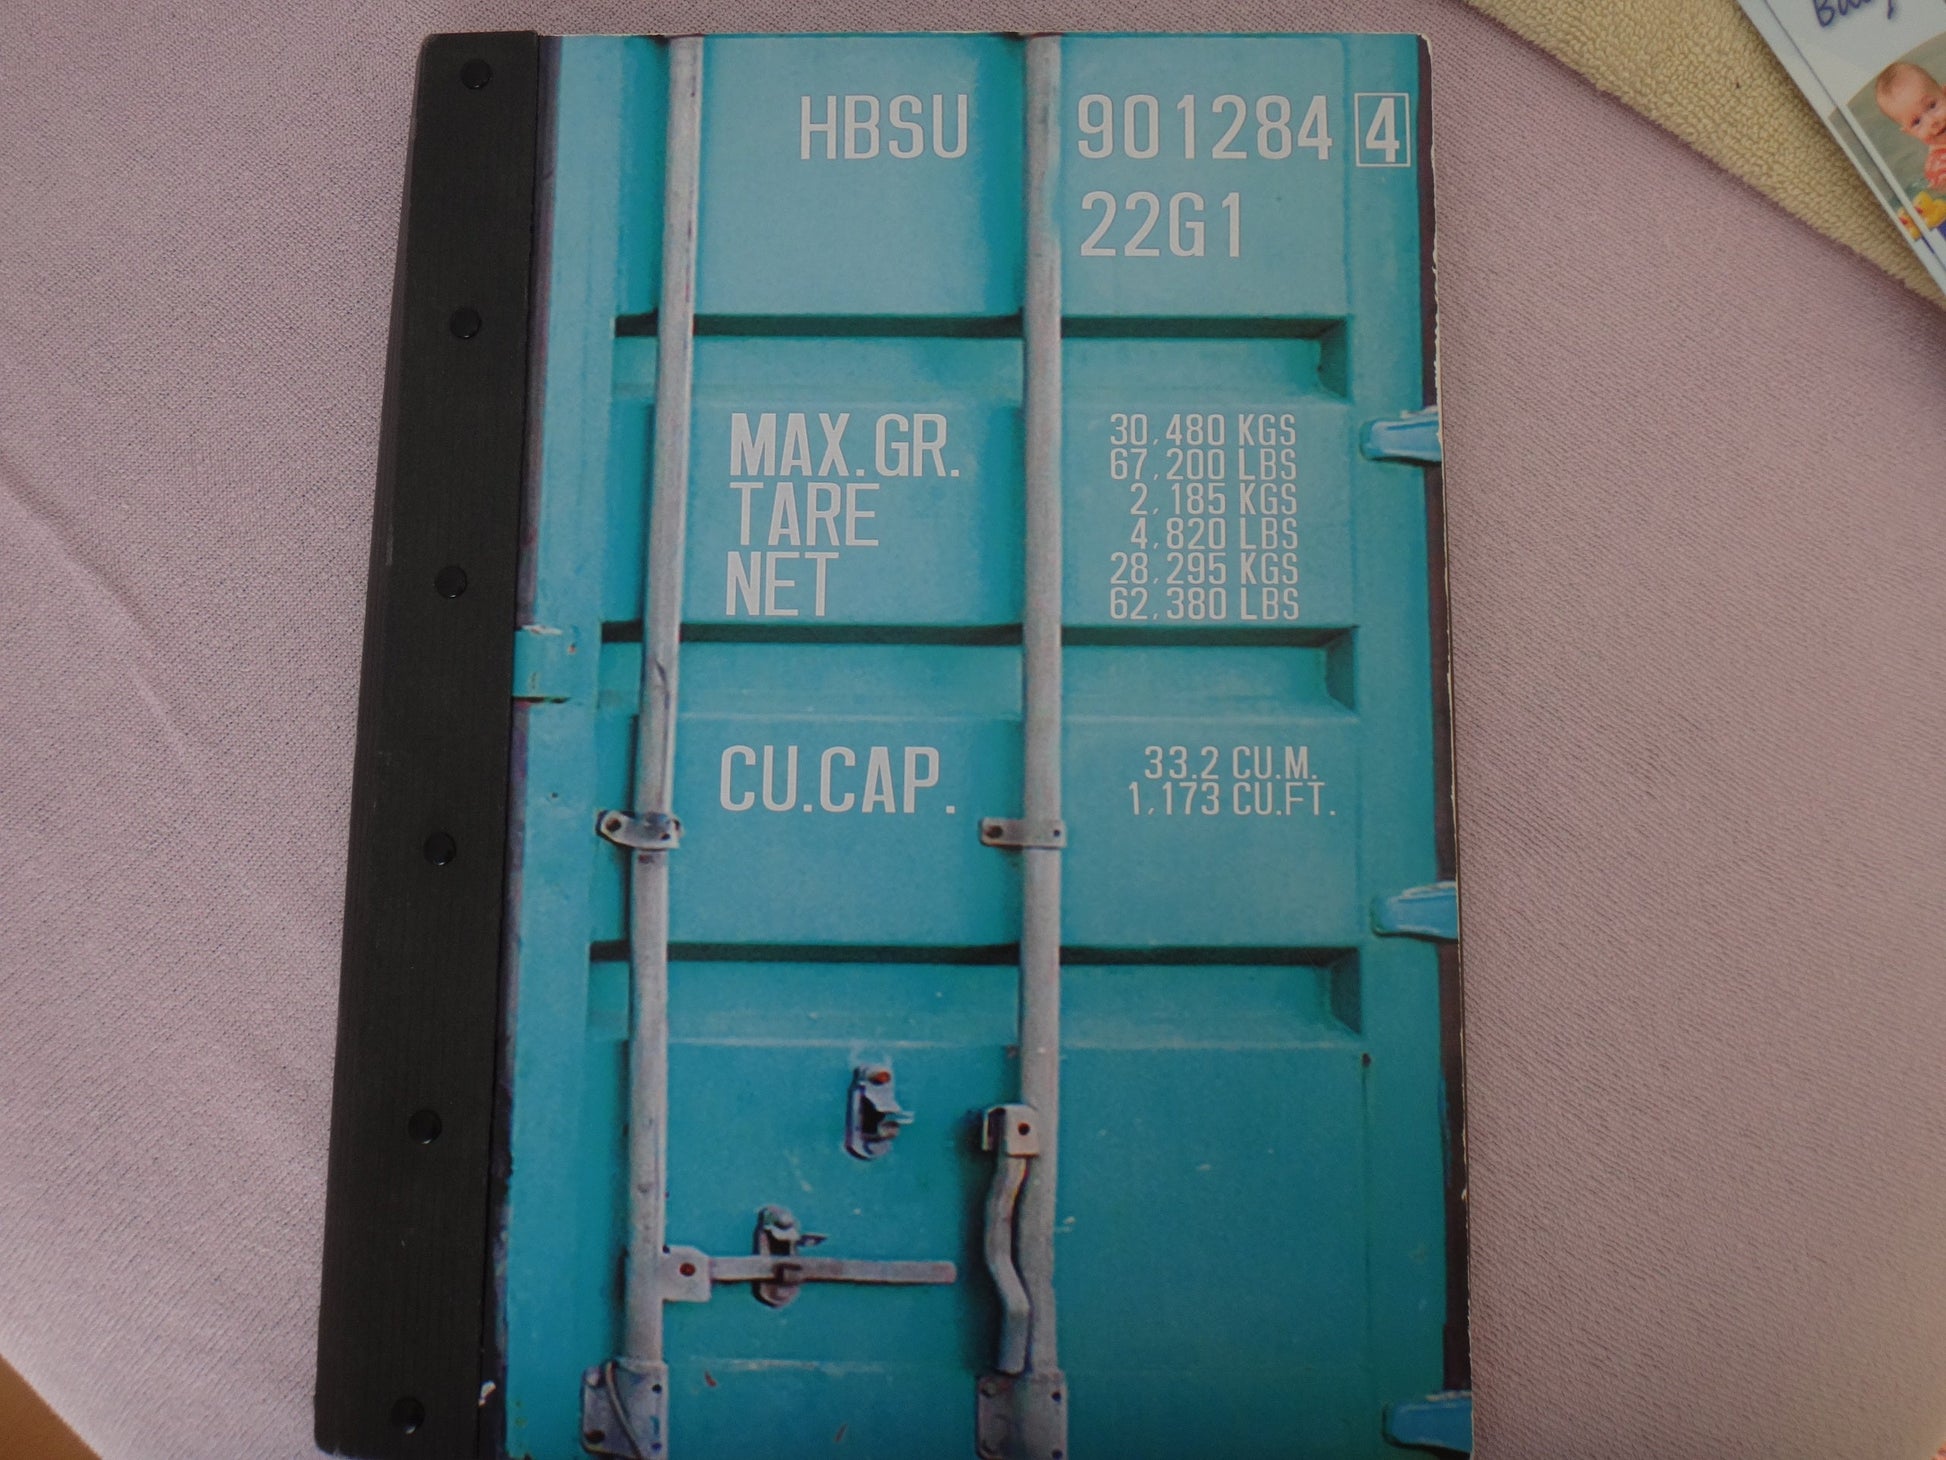 HBSU 901284 4
22G1
MAX.GR. 30,480 KGS
67,200 LBS
TARE 2,185 KGS
4,820 LBS
NET 28,295 KGS
62,380 LBS
CU.CAP. 33.2 CU.M.
1,173 CU.FT.